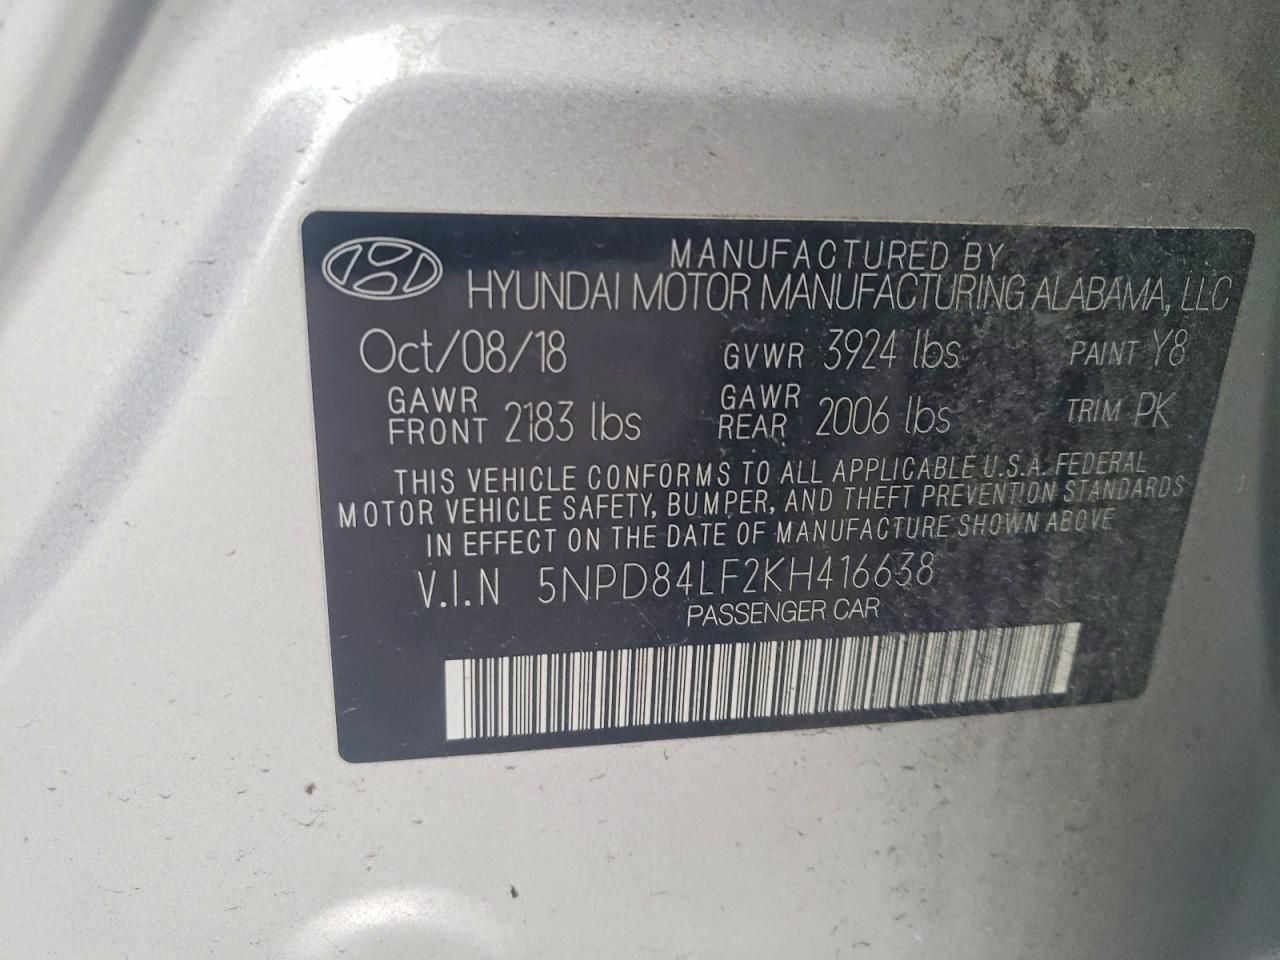 MANUFACTURED BY
HYUNDAI MOTOR MANUFACTURING ALABAMA, LLC
Oct/08/18 GVWR 3924 lbs PAINT Y8
GAWR FRONT 2183 lbs GAWR REAR 2006 lbs TRIM PK
THIS VEHICLE CONFORMS TO ALL APPLICABLE U.S.A. FEDERAL
MOTOR VEHICLE SAFETY, BUMPER, AND THEFT PREVENTION STANDARDS
IN EFFECT ON THE DATE OF MANUFACTURE SHOWN ABOVE
V.I.N 5NPD84LF2KH416638
PASSENGER CAR